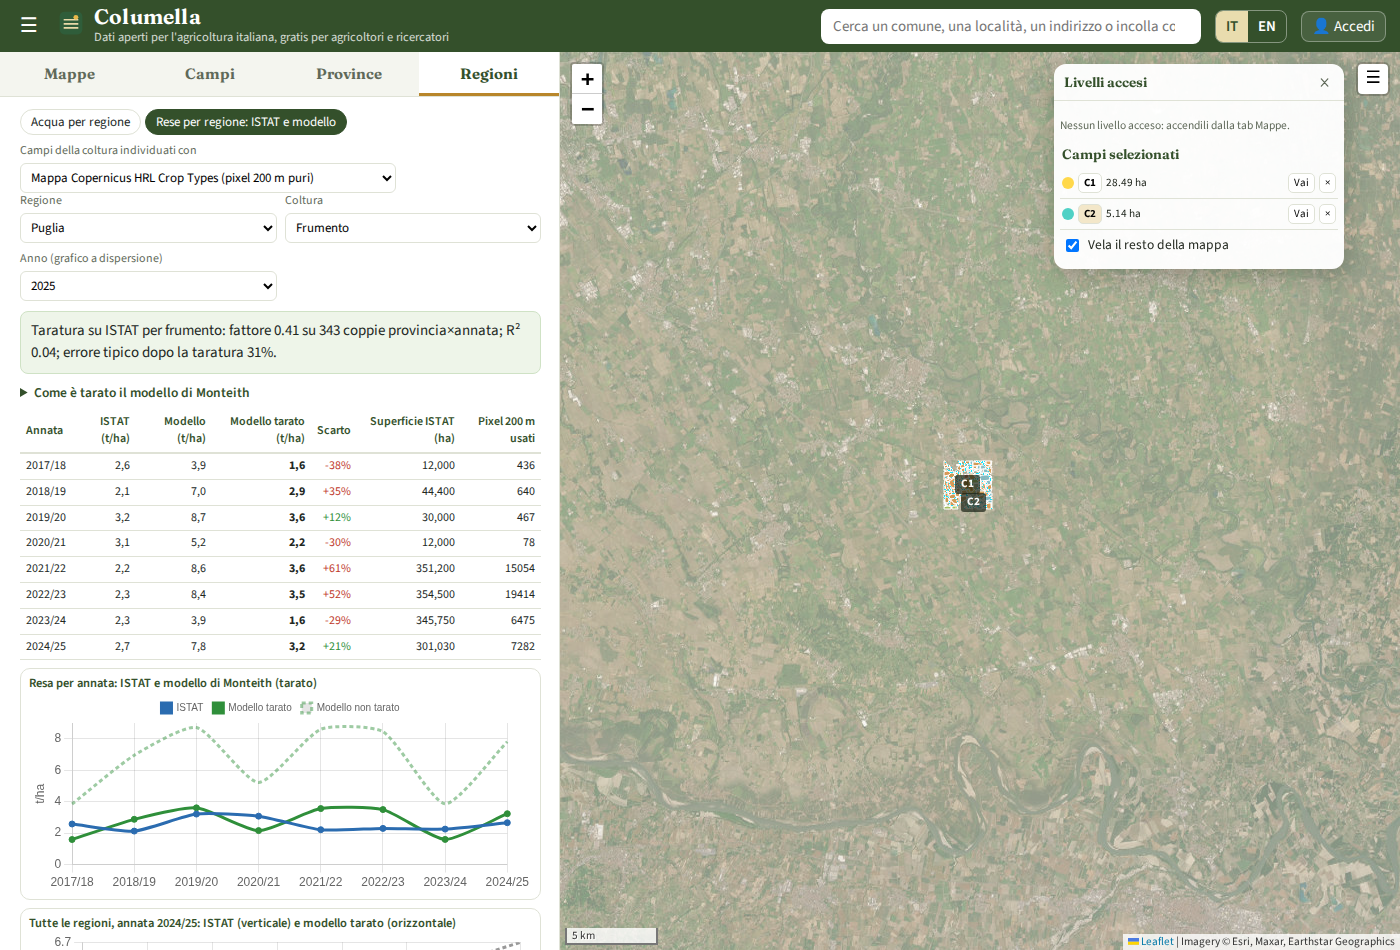 ☰
Columella
Dati aperti per l'agricoltura italiana, gratis per agricoltori e ricercatori
Cerca un comune, una località, un indirizzo o incolla cc
IT EN
Accedi
Mappe Campi Province Regioni
Acqua per regione
Rese per regione: ISTAT e modello
Campi della coltura individuati con
Mappa Copernicus HRL Crop Types (pixel 200 m puri)
Regione Coltura
Puglia Frumento
Anno (grafico a dispersione)
2025
Taratura su ISTAT per frumento: fattore 0.41 su 343 coppie provincia×annata; R²
0.04; errore tipico dopo la taratura 31%.
▶ Come è tarato il modello di Monteith
Annata ISTAT (t/ha) Modello (t/ha) Modello tarato (t/ha) Scarto Superficie ISTAT (ha) Pixel 200 m usati
2017/18 2,6 3,9 1,6 -38% 12,000 436
2018/19 2,1 7,0 2,9 +35% 44,400 640
2019/20 3,2 8,7 3,6 +12% 30,000 467
2020/21 3,1 5,2 2,2 -30% 12,000 78
2021/22 2,2 8,6 3,6 +61% 351,200 15054
2022/23 2,3 8,4 3,5 +52% 354,500 19414
2023/24 2,3 3,9 1,6 -29% 345,750 6475
2024/25 2,7 7,8 3,2 +21% 301,030 7282
Resa per annata: ISTAT e modello di Monteith (tarato)
ISTAT Modello tarato Modello non tarato
8
6
4
2
0
t/ha
2017/18 2018/19 2019/20 2020/21 2021/22 2022/23 2023/24 2024/25
Tutte le regioni, annata 2024/25: ISTAT (verticale) e modello tarato (orizzontale)
6.7
+
−
Livelli accesi ×
Nessun livello acceso: accendili dalla tab Mappe.
Campi selezionati
C1 28.49 ha Vai ×
C2 5.14 ha Vai ×
Vela il resto della mappa
☰
C1
C2
5 km
Leaflet | Imagery © Esri, Maxar, Earthstar Geographics